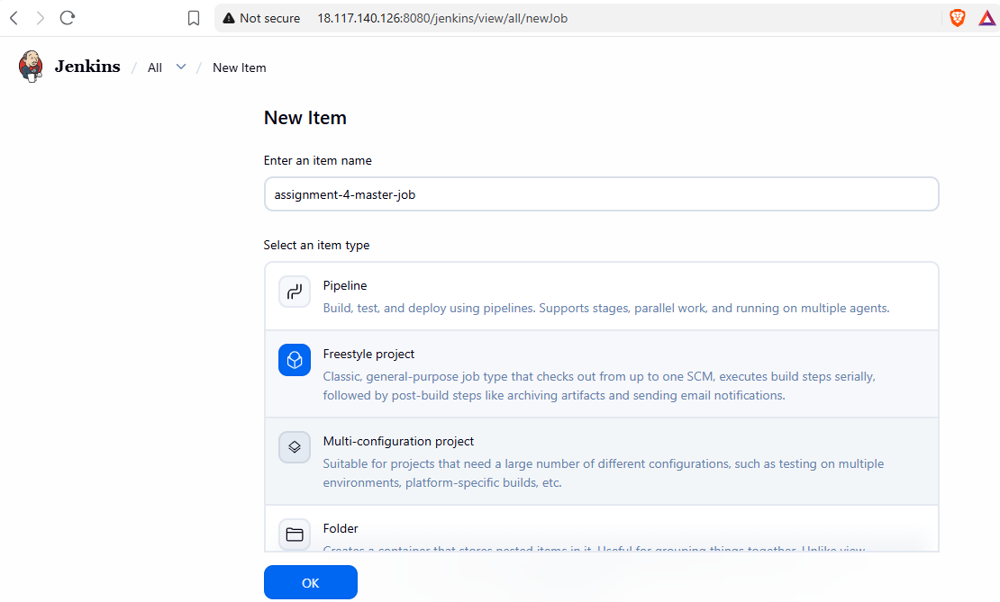 Not secure 18.117.140.126:8080/jenkins/view/all/newJob
Jenkins / All / New Item
New Item
Enter an item name
assignment-4-master-job
Select an item type
Pipeline
Build, test, and deploy using pipelines. Supports stages, parallel work, and running on multiple agents.
Freestyle project
Classic, general-purpose job type that checks out from up to one SCM, executes build steps serially,
followed by post-build steps like archiving artifacts and sending email notifications.
Multi-configuration project
Suitable for projects that need a large number of different configurations, such as testing on multiple
environments, platform-specific builds, etc.
Folder
Creates a container that stores nested items in it. Useful for grouping things together. Unlike view,
OK